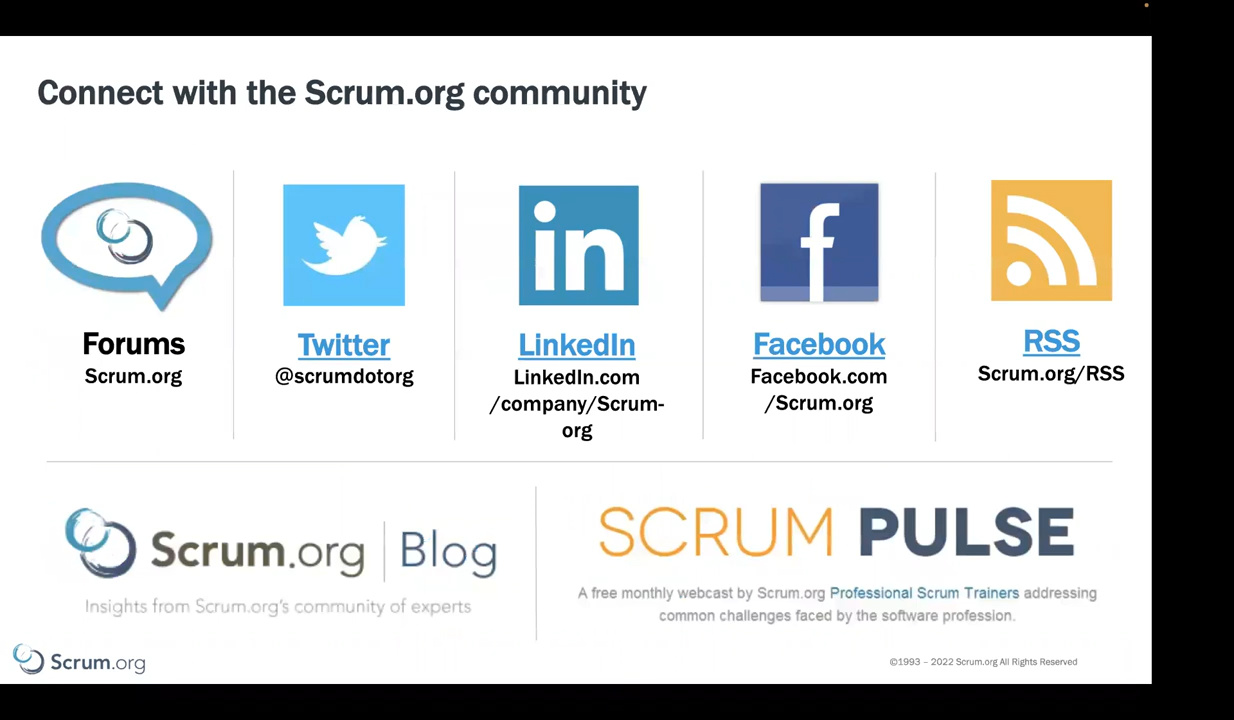 Connect with the Scrum.org community
Forums
Scrum.org
Twitter
@scrumdotorg
in
LinkedIn
LinkedIn.com
/company/Scrum-
org
f
Facebook
Facebook.com
/Scrum.org
RSS
Scrum.org/RSS
Scrum.org | Blog
Insights from Scrum.org's community of experts
SCRUM PULSE
A free monthly webcast by Scrum.org Professional Scrum Trainers addressing
common challenges faced by the software profession.
Scrum.org
©1993 – 2022 Scrum.org All Rights Reserved